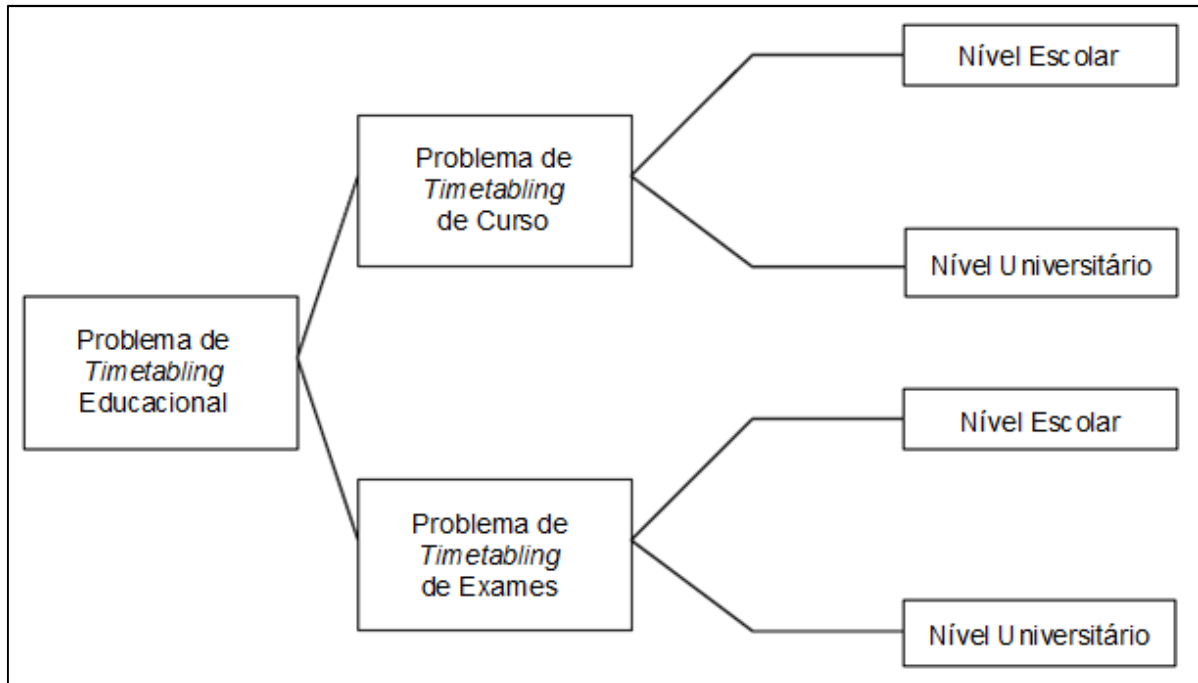 Problema de
Timetabling
Educacional
Problema de
Timetabling
de Curso
Nível Escolar
Nível Universitário
Problema de
Timetabling
de Exames
Nível Escolar
Nível Universitário